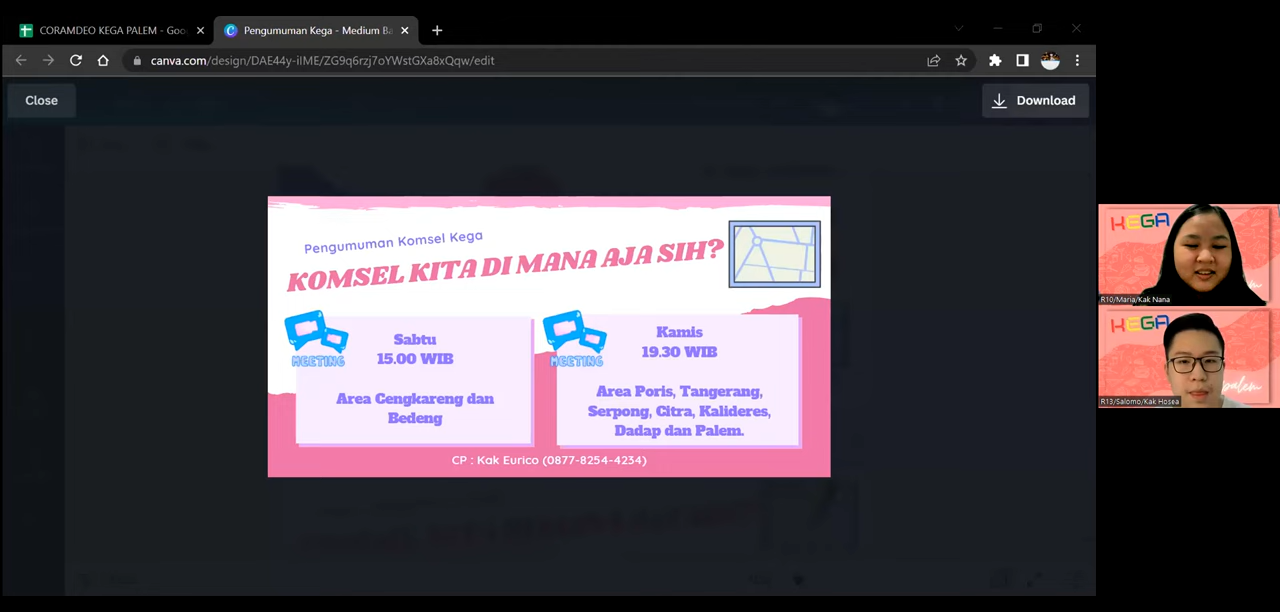 CORAMDEO KEGA PALEM - Goo
Pengumuman Kega - Medium Ba
canva.com/design/DAE44y-iIME/ZG9q6rzj7oYWstGXa8xQqw/edit
Close
Download
Pengumuman Komsel Kega
KOMSEL KITA DI MANA AJA SIH?
MEETING
Sabtu
15.00 WIB
Area Cengkareng dan
Bedeng
MEETING
Kamis
19.30 WIB
Area Poris, Tangerang,
Serpong, Citra, Kalideres,
Dadap dan Palem.
CP : Kak Eurico (0877-8254-4234)
KEGA
R10/Maria/Kak Nana
KEGA
palem
R13/Salomo/Kak Hosea